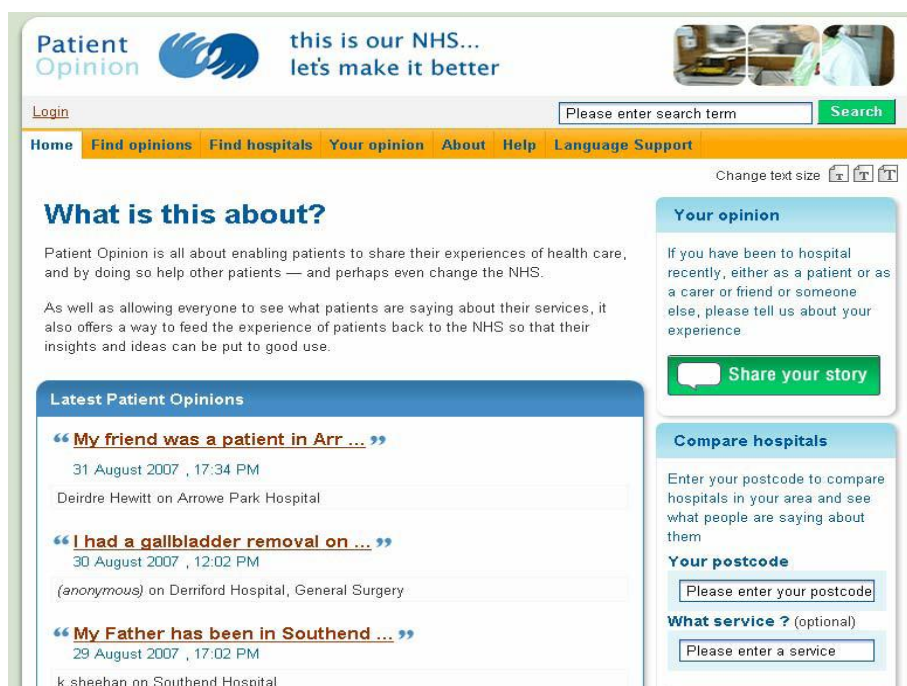 Patient
Opinion
this is our NHS...
let's make it better
Login
Please enter search term
Search
Home Find opinions Find hospitals Your opinion About Help Language Support
Change text size T T T
What is this about?
Patient Opinion is all about enabling patients to share their experiences of health care,
and by doing so help other patients — and perhaps even change the NHS.
As well as allowing everyone to see what patients are saying about their services, it
also offers a way to feed the experience of patients back to the NHS so that their
insights and ideas can be put to good use.
Latest Patient Opinions
“ My friend was a patient in Arr ... ”
31 August 2007 , 17:34 PM
Deirdre Hewitt on Arrowe Park Hospital
“ I had a gallbladder removal on ... ”
30 August 2007 , 12:02 PM
(anonymous) on Derriford Hospital, General Surgery
“ My Father has been in Southend ... ”
29 August 2007 , 17:02 PM
k sheehan on Southend Hospital
Your opinion
If you have been to hospital
recently, either as a patient or as
a carer or friend or someone
else, please tell us about your
experience
Share your story
Compare hospitals
Enter your postcode to compare
hospitals in your area and see
what people are saying about
them
Your postcode
Please enter your postcode
What service ? (optional)
Please enter a service